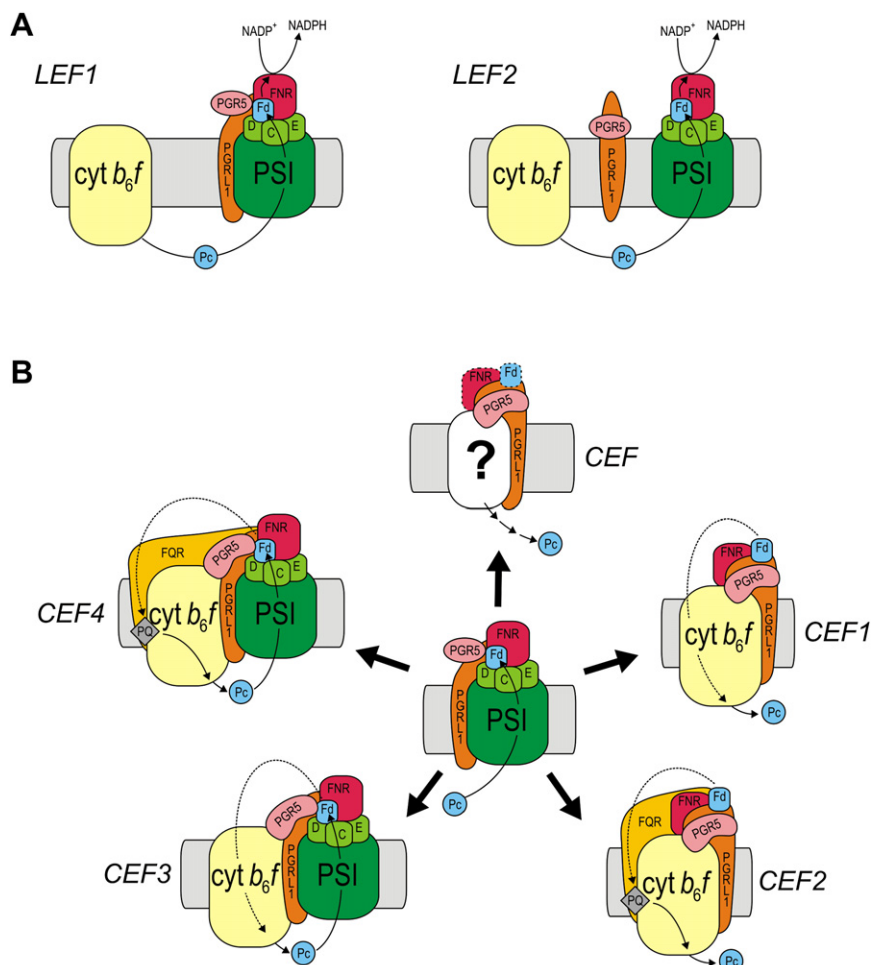 A
LEF1
NADP+ NADPH
FNR
PGR5
Fd
D C E
PGRL1
cyt b6f
PSI
Pc
LEF2
NADP+ NADPH
FNR
Fd
PGR5
D C E
PGRL1
cyt b6f
PSI
Pc
B
FNR
Fd
PGR5
?
PGRL1
CEF
Pc
FNR
FQR
PGR5
Fd
D C E
CEF4
PGRL1
cyt b6f
PSI
PQ
Pc
FNR
PGR5
Fd
D C E
PGRL1
PSI
Pc
FNR
Fd
PGR5
cyt b6f
PGRL1
CEF1
Pc
FNR
PGR5
Fd
D C E
CEF3
PGRL1
cyt b6f
PSI
Pc
Fd
FNR
FQR
PGR5
PGRL1
cyt b6f
CEF2
PQ
Pc